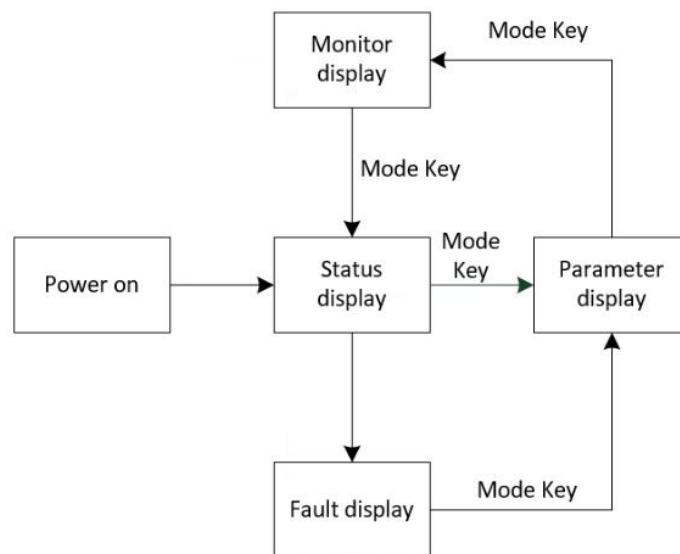 Monitor
display
Mode Key
Mode Key
Power on
Status
display
Mode
Key
Parameter
display
Fault display
Mode Key